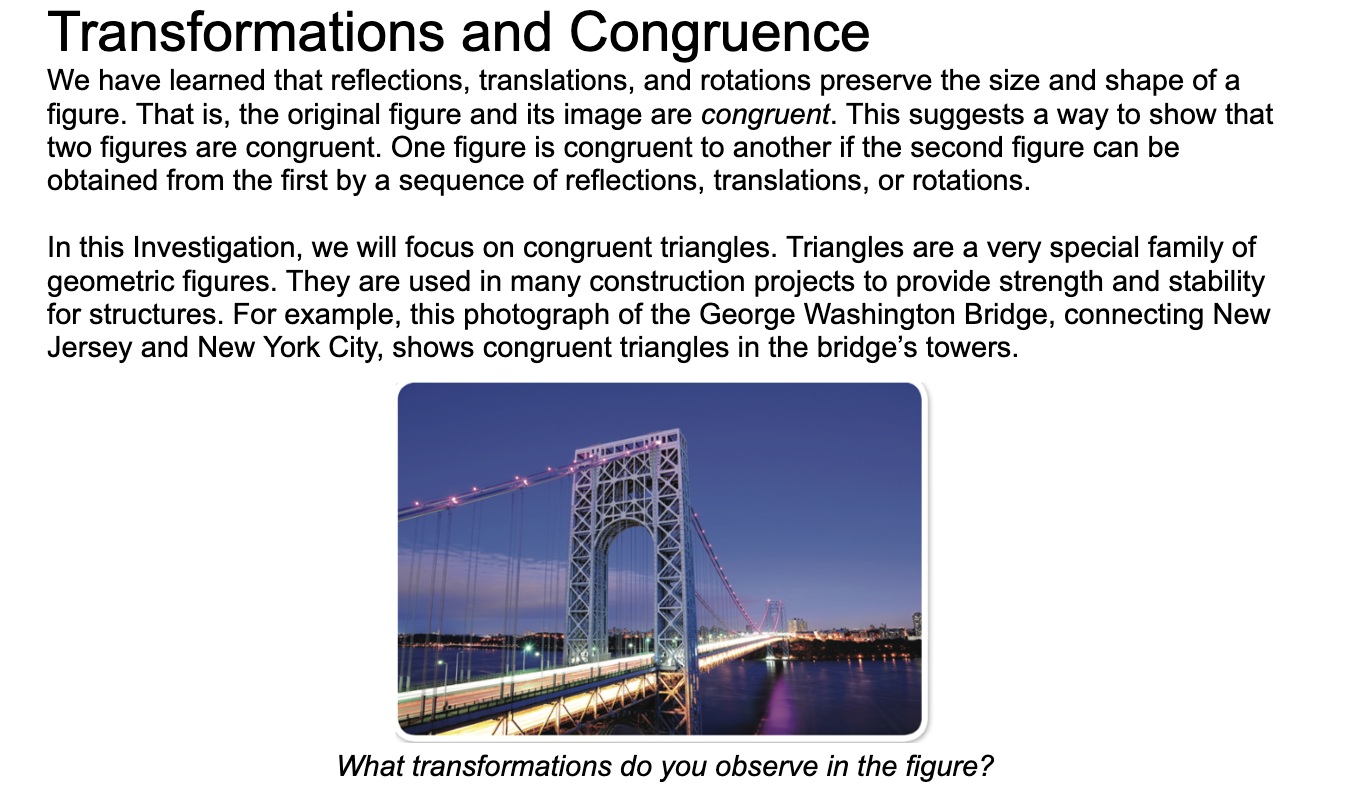 Transformations and Congruence
We have learned that reflections, translations, and rotations preserve the size and shape of a
figure. That is, the original figure and its image are congruent. This suggests a way to show that
two figures are congruent. One figure is congruent to another if the second figure can be
obtained from the first by a sequence of reflections, translations, or rotations.
In this Investigation, we will focus on congruent triangles. Triangles are a very special family of
geometric figures. They are used in many construction projects to provide strength and stability
for structures. For example, this photograph of the George Washington Bridge, connecting New
Jersey and New York City, shows congruent triangles in the bridge’s towers.
What transformations do you observe in the figure?